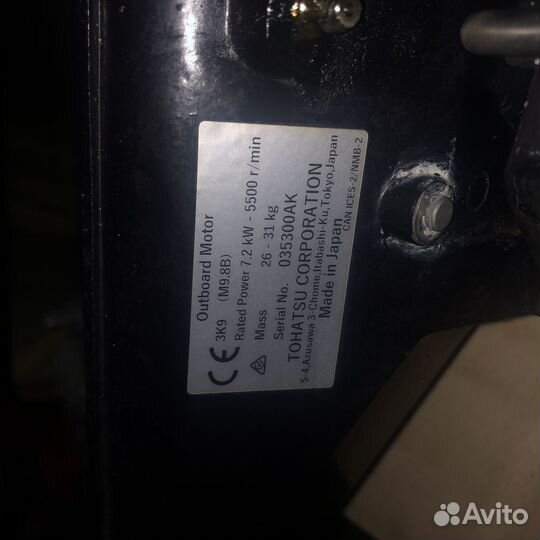 Outboard Motor
CE 3K9 (M9.8B)
Rated Power 7.2 kW - 5500 r/min
Mass 26 - 31 kg
Serial No. 035300AK
TOHATSU CORPORATION
5-4,Azusawa 3-Chome,Itabashi-Ku,Tokyo,Japan
Made in Japan
CAN ICES-2/NMB-2
Avito